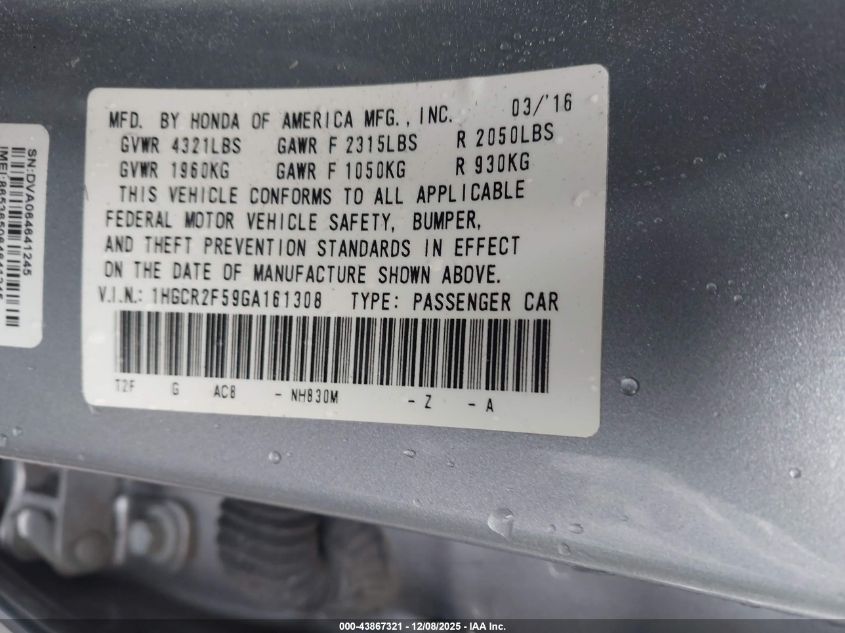 MFD. BY HONDA OF AMERICA MFG., INC. 03/'16
GVWR 4321LBS GAWR F 2315LBS R 2050LBS
GVWR 1960KG GAWR F 1050KG R 930KG
THIS VEHICLE CONFORMS TO ALL APPLICABLE
FEDERAL MOTOR VEHICLE SAFETY, BUMPER,
AND THEFT PREVENTION STANDARDS IN EFFECT
ON THE DATE OF MANUFACTURE SHOWN ABOVE.
V.I.N.: 1HGCR2F59GA161308 TYPE: PASSENGER CAR
T2F G AC8 - NH830M - Z - A
SN:DVA064641245
000-43867321 - 12/08/2025 - IAA Inc.